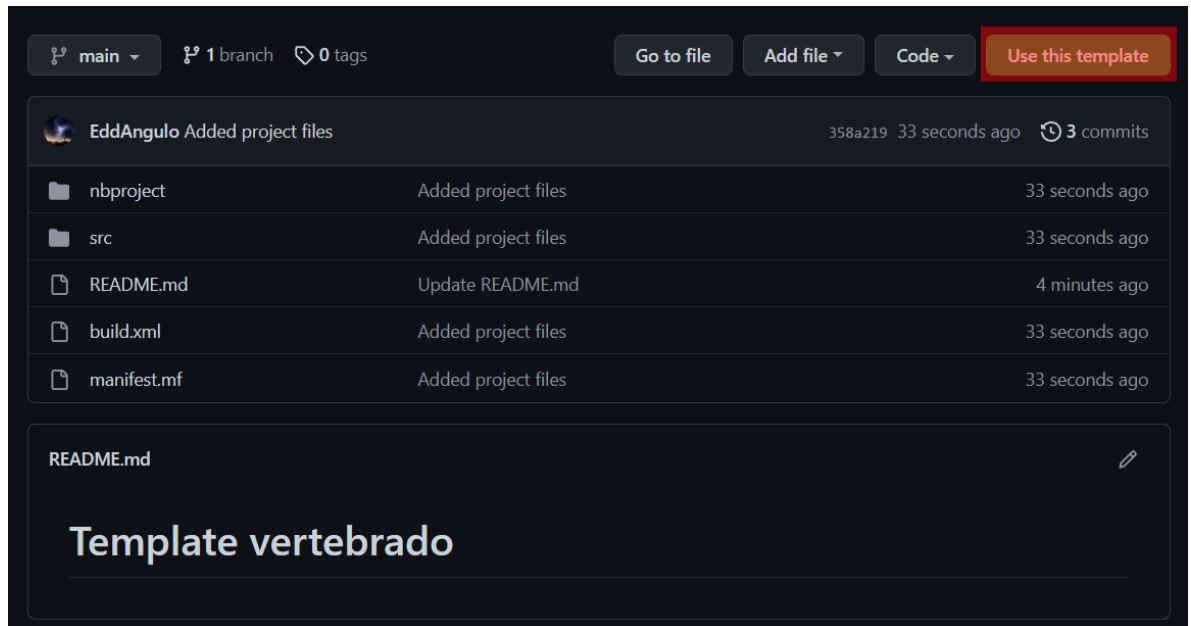 main 1 branch 0 tags Go to file Add file Code Use this template
EddAngulo Added project files 358a219 33 seconds ago 3 commits
nbproject Added project files 33 seconds ago
src Added project files 33 seconds ago
README.md Update README.md 4 minutes ago
build.xml Added project files 33 seconds ago
manifest.mf Added project files 33 seconds ago
README.md
Template vertebrado